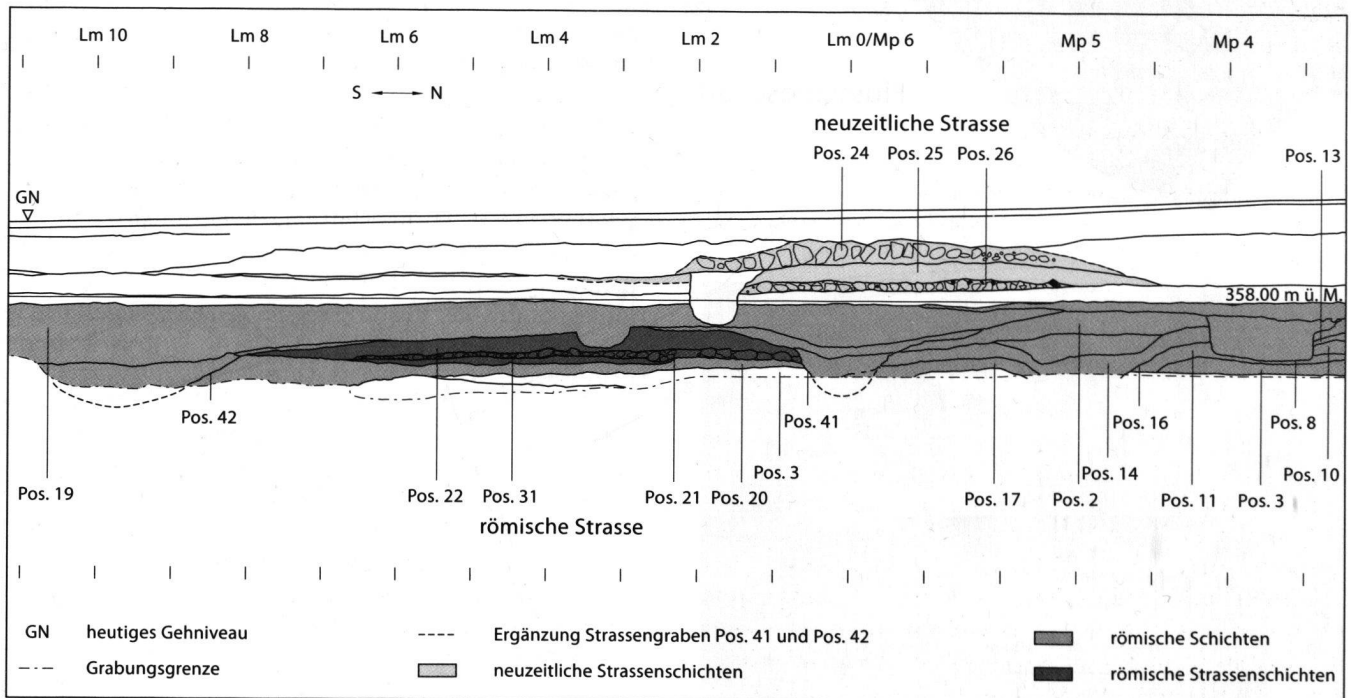 Lm 10 Lm 8 Lm 6 Lm 4 Lm 2 Lm 0/Mp 6 Mp 5 Mp 4
S N
neuzeitliche Strasse
Pos. 24 Pos. 25 Pos. 26 Pos. 13
GN
358.00 m ü. M.
Pos. 42 Pos. 41 Pos. 16 Pos. 8
Pos. 3 Pos. 14 Pos. 10
Pos. 19 Pos. 22 Pos. 31 Pos. 21 Pos. 20 Pos. 17 Pos. 2 Pos. 11 Pos. 3
römische Strasse
GN heutiges Gehniveau Ergänzung Strassengraben Pos. 41 und Pos. 42 römische Schichten
Grabungsgrenze neuzeitliche Strassenschichten römische Strassenschichten